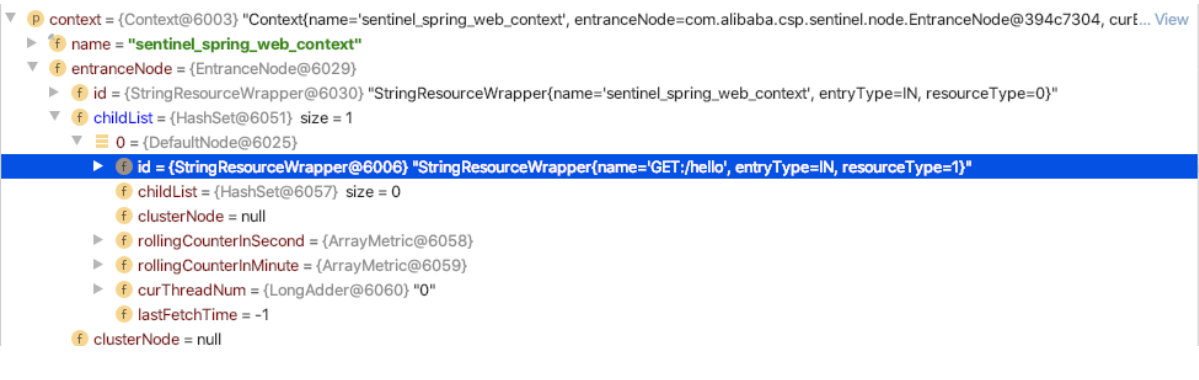 context = {Context@6003} "Context{name='sentinel_spring_web_context', entranceNode=com.alibaba.csp.sentinel.node.EntranceNode@394c7304, curE... View
name = "sentinel_spring_web_context"
entranceNode = {EntranceNode@6029}
id = {StringResourceWrapper@6030} "StringResourceWrapper{name='sentinel_spring_web_context', entryType=IN, resourceType=0}"
childList = {HashSet@6051} size = 1
0 = {DefaultNode@6025}
id = {StringResourceWrapper@6006} "StringResourceWrapper{name='GET:/hello', entryType=IN, resourceType=1}"
childList = {HashSet@6057} size = 0
clusterNode = null
rollingCounterInSecond = {ArrayMetric@6058}
rollingCounterInMinute = {ArrayMetric@6059}
curThreadNum = {LongAdder@6060} "0"
lastFetchTime = -1
clusterNode = null